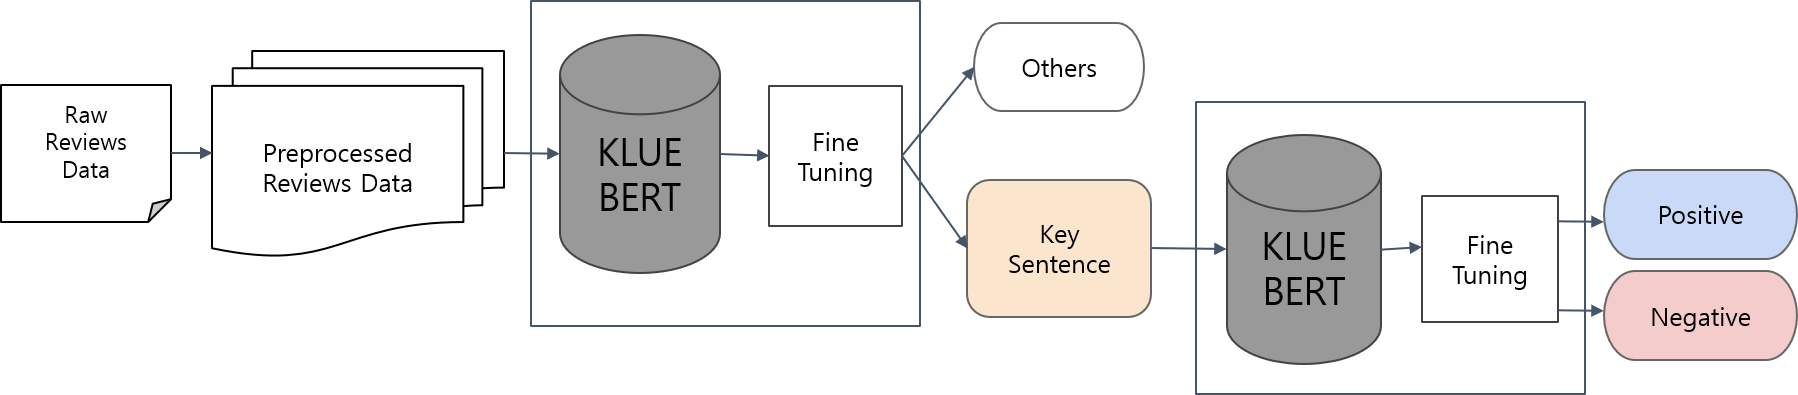 Raw
Reviews
Data
Preprocessed
Reviews Data
KLUE
BERT
Fine
Tuning
Others
Key
Sentence
KLUE
BERT
Fine
Tuning
Positive
Negative